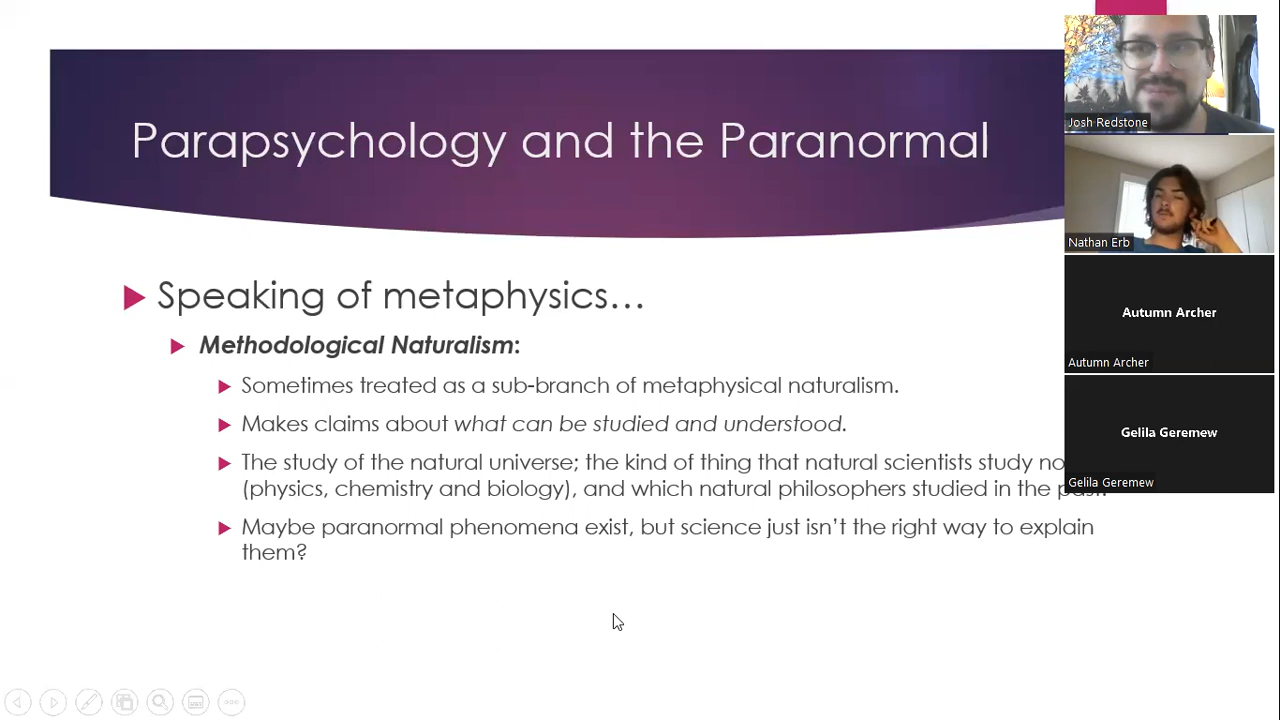 Parapsychology and the Paranormal
Speaking of metaphysics…
Methodological Naturalism:
Sometimes treated as a sub-branch of metaphysical naturalism.
Makes claims about what can be studied and understood.
The study of the natural universe; the kind of thing that natural scientists study
(physics, chemistry and biology), and which natural philosophers studied in the past.
Maybe paranormal phenomena exist, but science just isn’t the right way to explain
them?
Josh Redstone
Nathan Erb
Autumn Archer
Autumn Archer
Gelila Geremew
Gelila Geremew